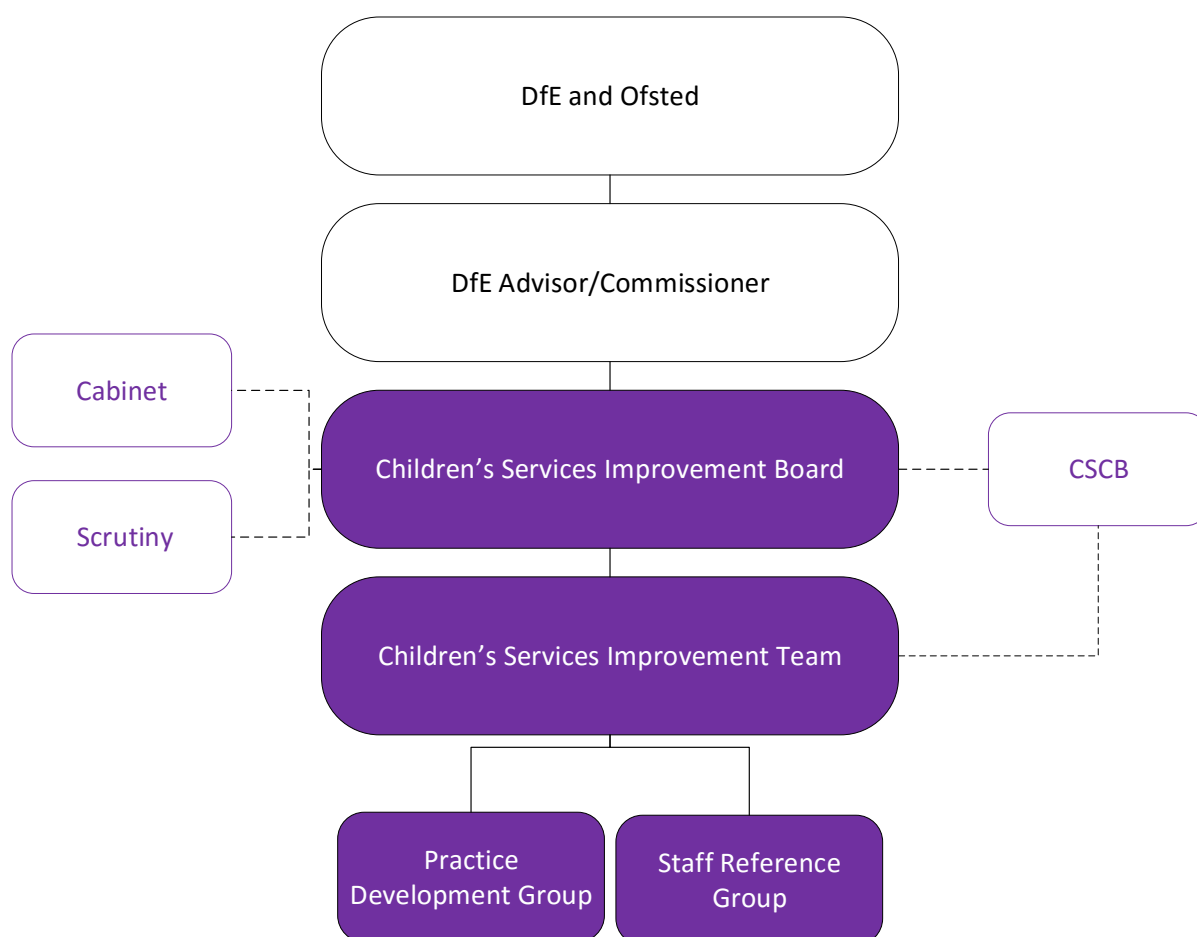 DfE and Ofsted
DfE Advisor/Commissioner
Cabinet
Children’s Services Improvement Board
CSCB
Scrutiny
Children’s Services Improvement Team
Practice
Development Group
Staff Reference
Group